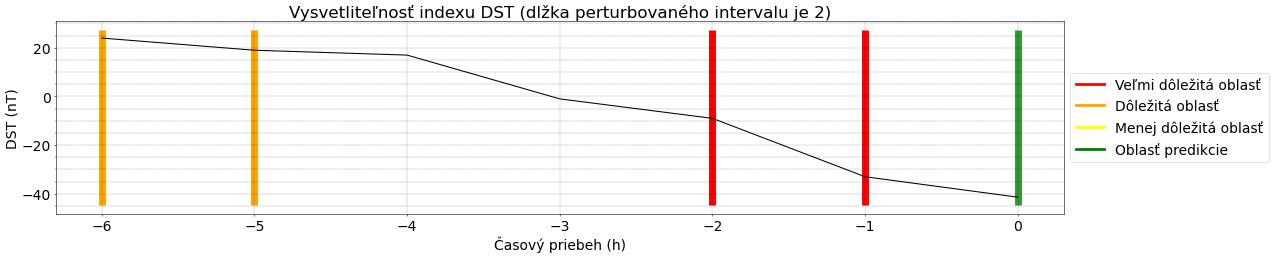 Vysvetliteľnosť indexu DST (dlžka perturbovaného intervalu je 2)
DST (nT)
20
0
−20
−40
−6 −5 −4 −3 −2 −1 0
Časový priebeh (h)
Veľmi dôležitá oblasť
Dôležitá oblasť
Menej dôležitá oblasť
Oblasť predikcie